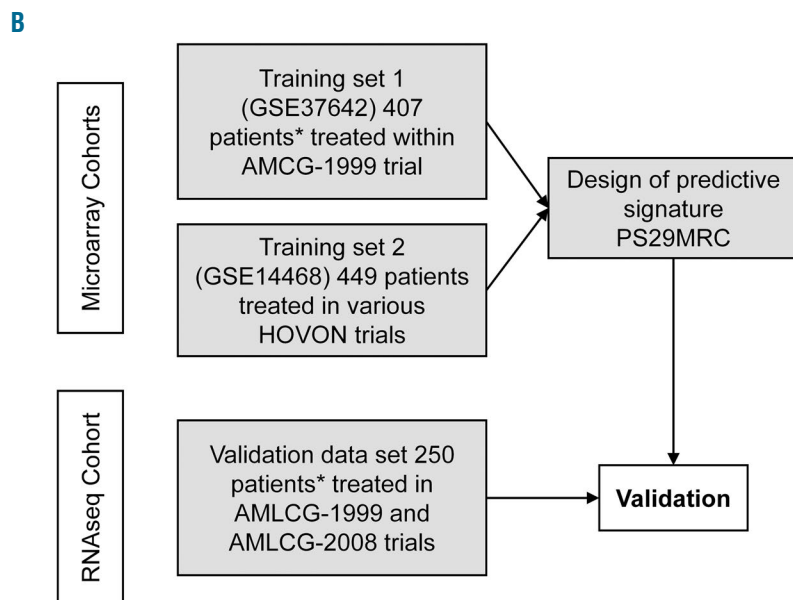 B
Microarray Cohorts
Training set 1
(GSE37642) 407
patients* treated within
AMCG-1999 trial
Training set 2
(GSE14468) 449 patients
treated in various
HOVON trials
Design of predictive
signature
PS29MRC
RNAseq Cohort
Validation data set 250
patients* treated in
AMLCG-1999 and
AMLCG-2008 trials
Validation